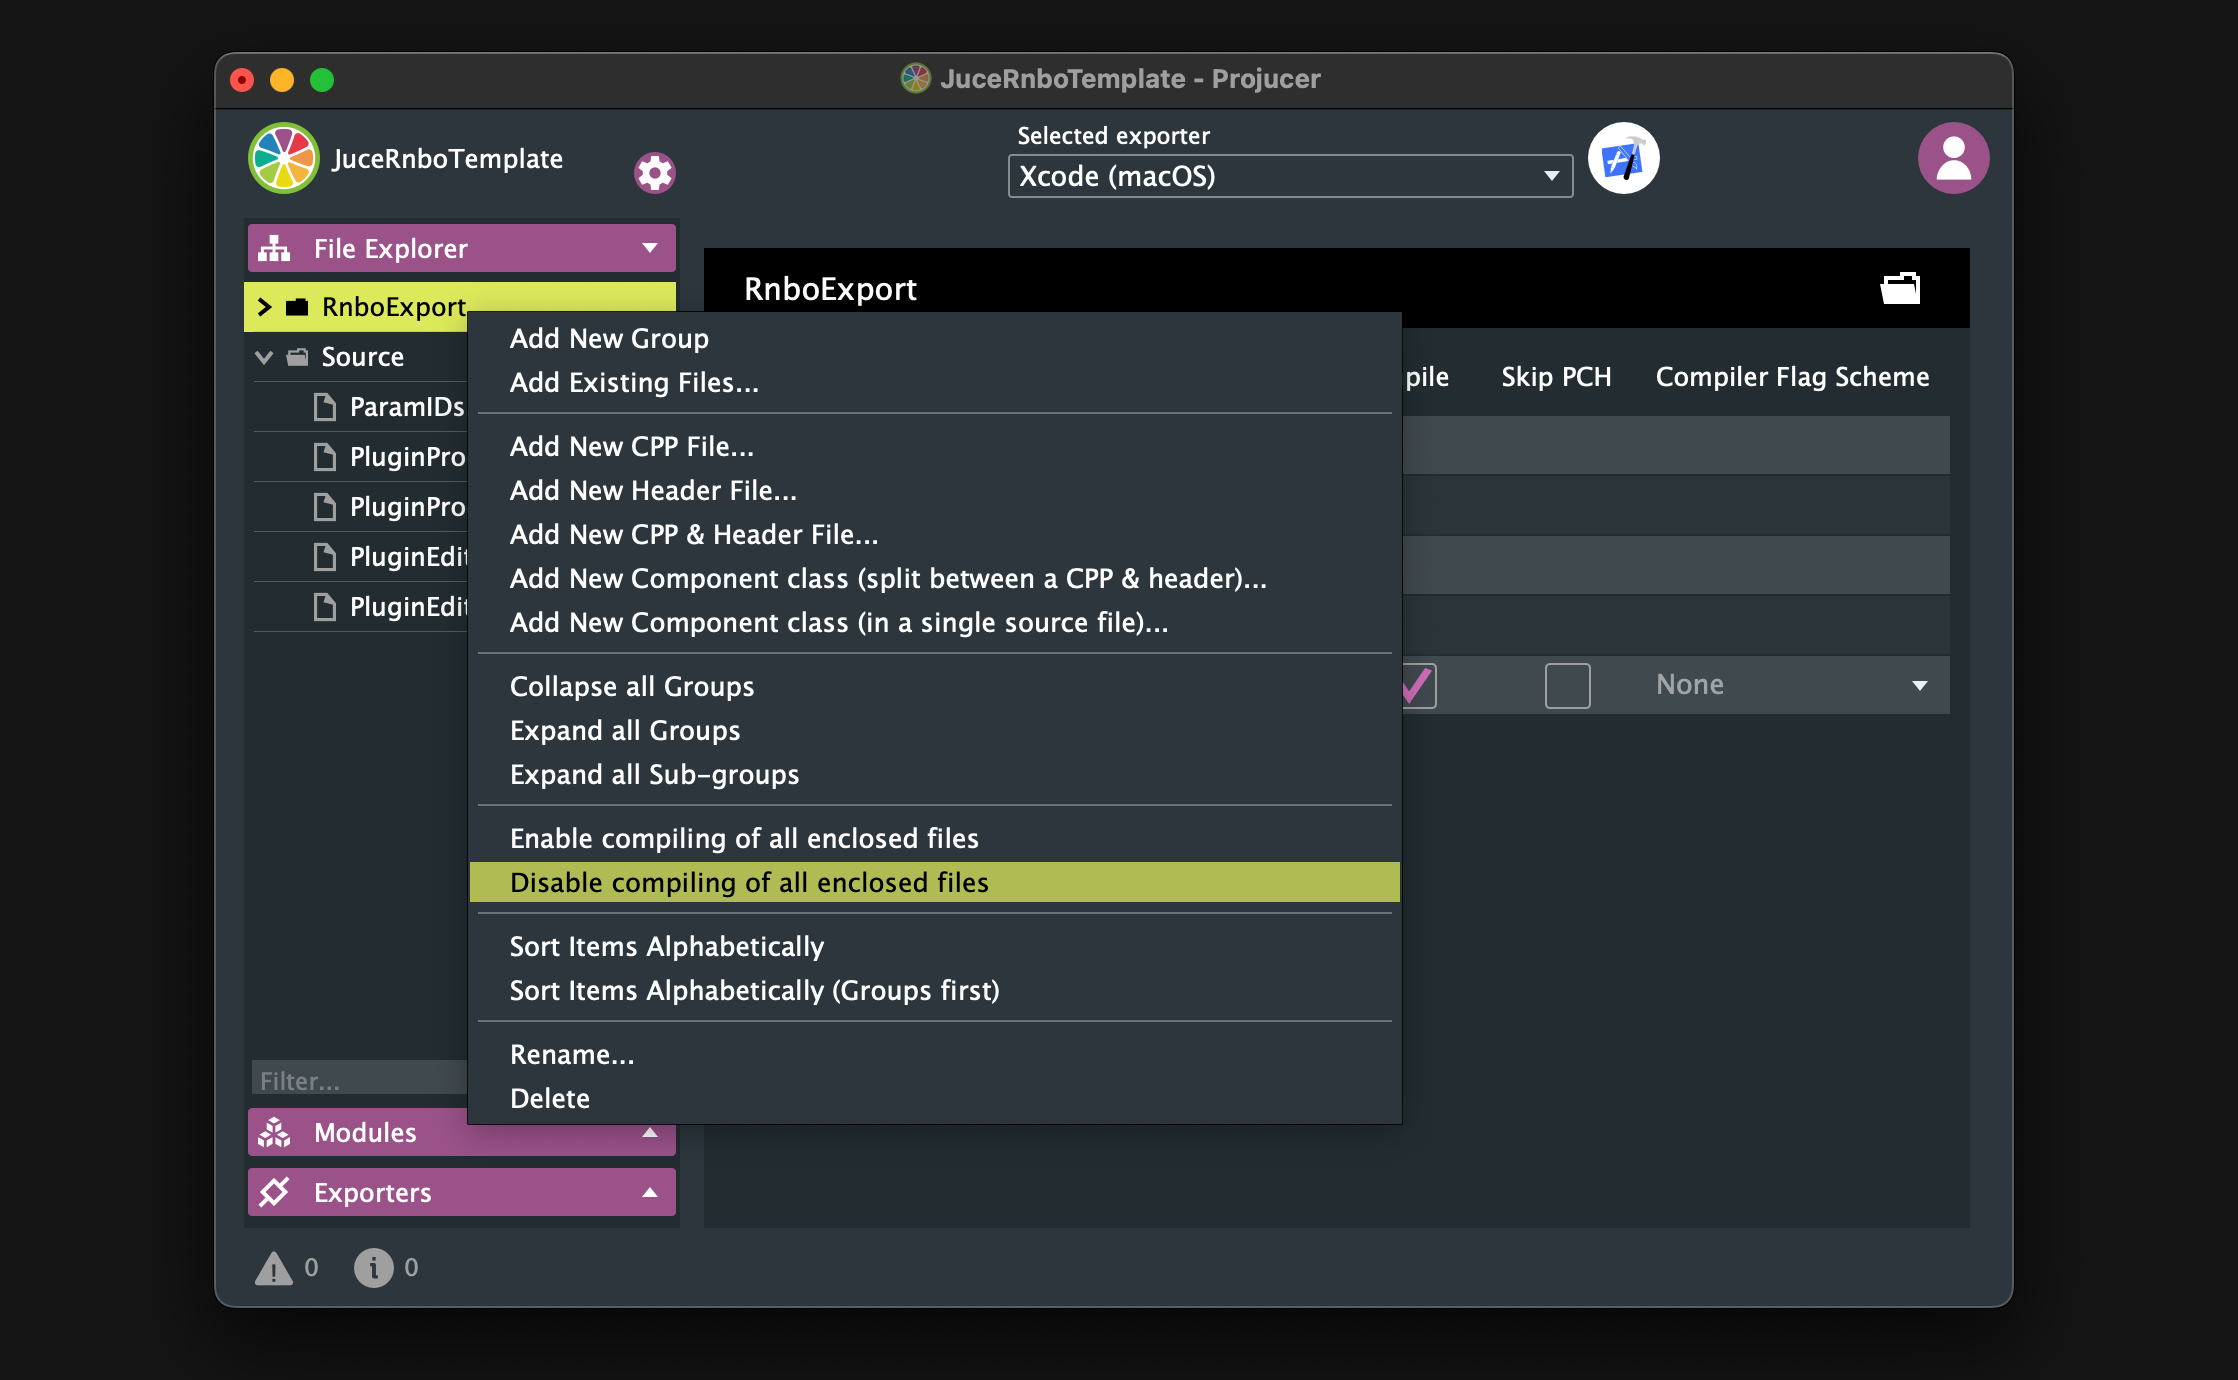 JuceRnboTemplate - Projucer
JuceRnboTemplate
Selected exporter
Xcode (macOS)
File Explorer
RnboExport
Source
ParamIDs
PluginPro
PluginPro
PluginEdit
PluginEdit
Filter...
Modules
Exporters
0
0
RnboExport
pile
Skip PCH
Compiler Flag Scheme
None
Add New Group
Add Existing Files...
Add New CPP File...
Add New Header File...
Add New CPP & Header File...
Add New Component class (split between a CPP & header)...
Add New Component class (in a single source file)...
Collapse all Groups
Expand all Groups
Expand all Sub-groups
Enable compiling of all enclosed files
Disable compiling of all enclosed files
Sort Items Alphabetically
Sort Items Alphabetically (Groups first)
Rename...
Delete